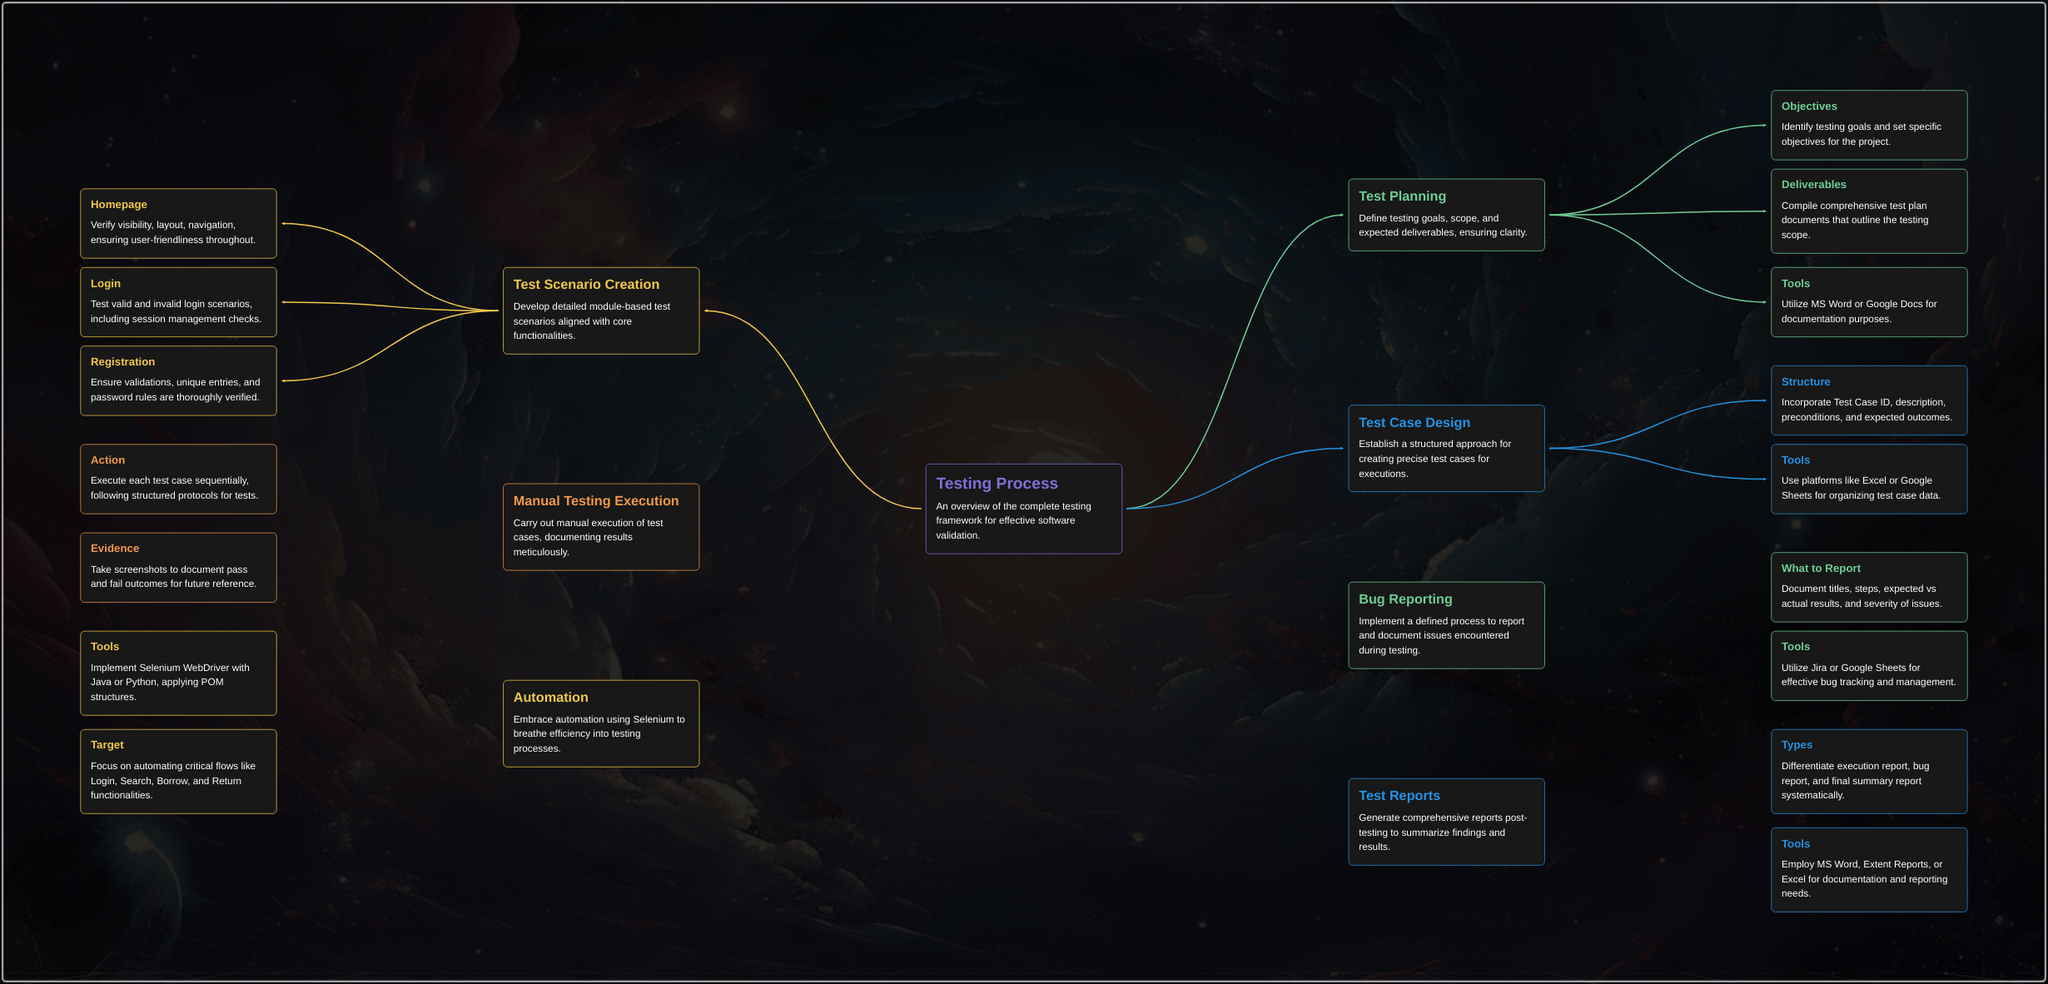 Homepage
Verify visibility, layout, navigation,
ensuring user-friendliness throughout.
Login
Test valid and invalid login scenarios,
including session management checks.
Registration
Ensure validations, unique entries, and
password rules are thoroughly verified.
Action
Execute each test case sequentially,
following structured protocols for tests.
Evidence
Take screenshots to document pass
and fail outcomes for future reference.
Tools
Implement Selenium WebDriver with
Java or Python, applying POM
structures.
Target
Focus on automating critical flows like
Login, Search, Borrow, and Return
functionalities.
Test Scenario Creation
Develop detailed module-based test
scenarios aligned with core
functionalities.
Manual Testing Execution
Carry out manual execution of test
cases, documenting results
meticulously.
Automation
Embrace automation using Selenium to
breathe efficiency into testing
processes.
Testing Process
An overview of the complete testing
framework for effective software
validation.
Test Planning
Define testing goals, scope, and
expected deliverables, ensuring clarity.
Test Case Design
Establish a structured approach for
creating precise test cases for
executions.
Bug Reporting
Implement a defined process to report
and document issues encountered
during testing.
Test Reports
Generate comprehensive reports post-
testing to summarize findings and
results.
Objectives
Identify testing goals and set specific
objectives for the project.
Deliverables
Compile comprehensive test plan
documents that outline the testing
scope.
Tools
Utilize MS Word or Google Docs for
documentation purposes.
Structure
Incorporate Test Case ID, description,
preconditions, and expected outcomes.
Tools
Use platforms like Excel or Google
Sheets for organizing test case data.
What to Report
Document titles, steps, expected vs
actual results, and severity of issues.
Tools
Utilize Jira or Google Sheets for
effective bug tracking and management.
Types
Differentiate execution report, bug
report, and final summary report
systematically.
Tools
Employ MS Word, Extent Reports, or
Excel for documentation and reporting
needs.